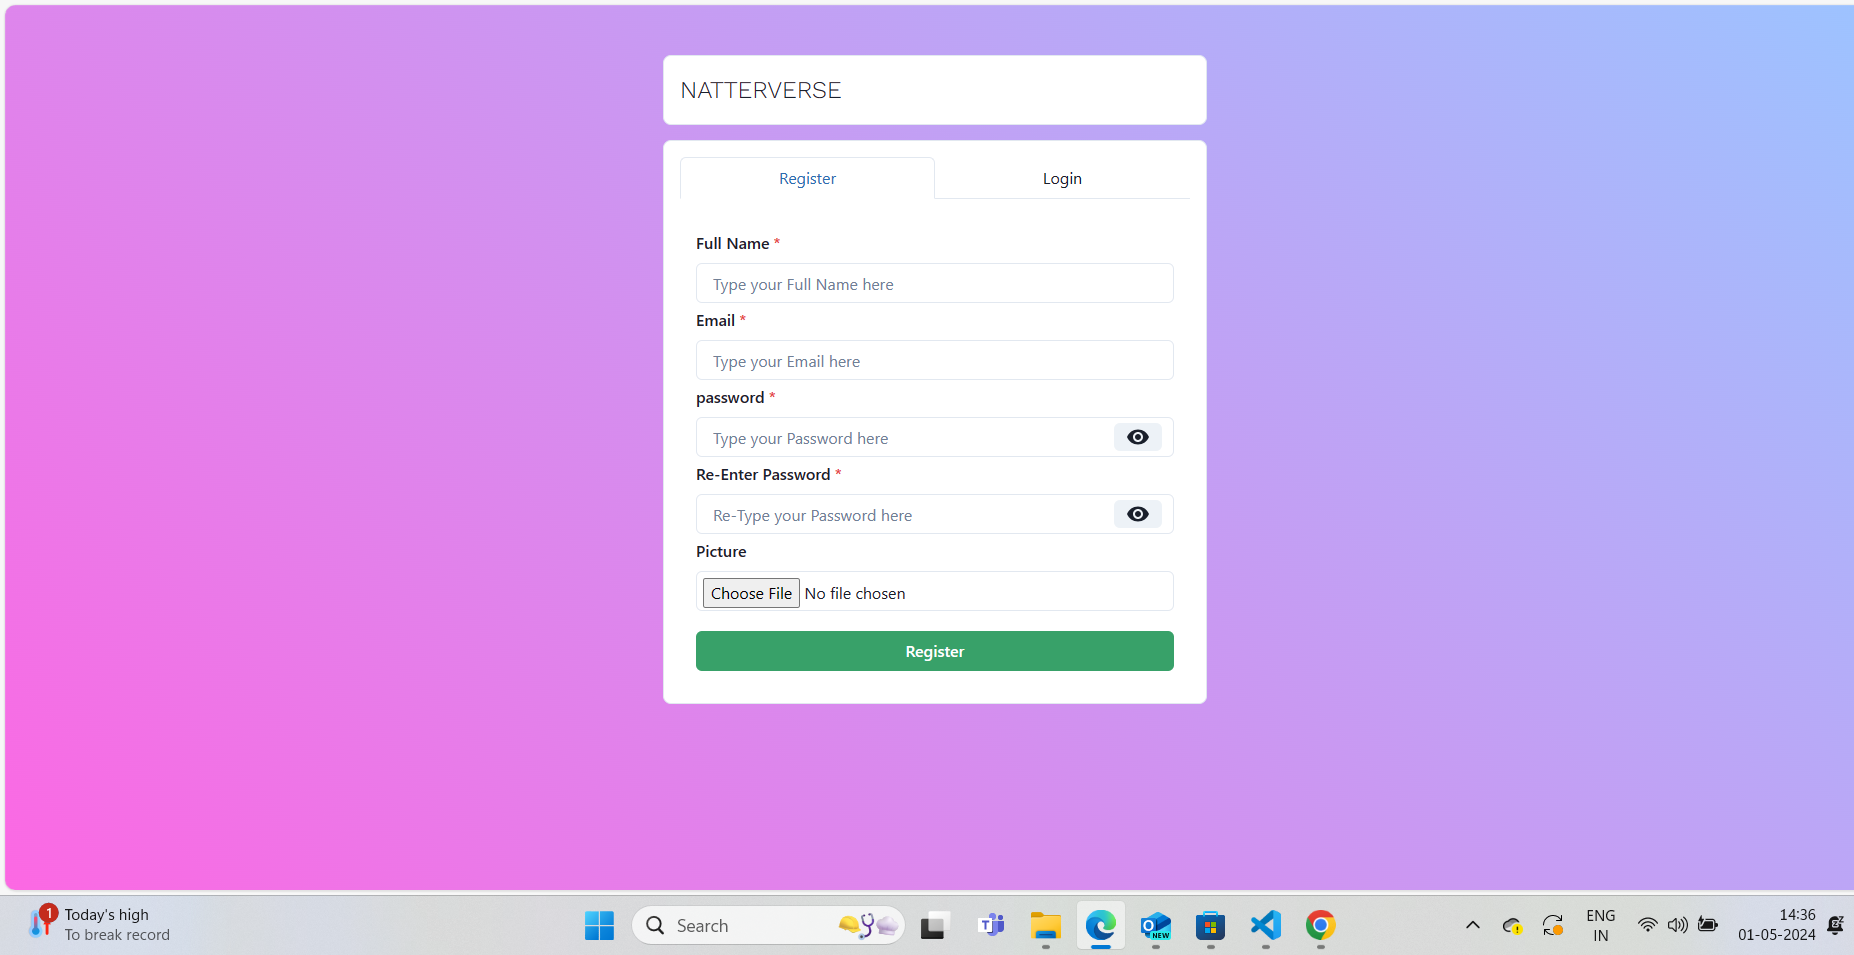 NATTERVERSE
Register Login
Full Name *
Type your Full Name here
Email *
Type your Email here
password *
Type your Password here
Re-Enter Password *
Re-Type your Password here
Picture
Choose File No file chosen
Register
1
Today's high
To break record
Search
NEW
ENG
IN
14:36
01-05-2024